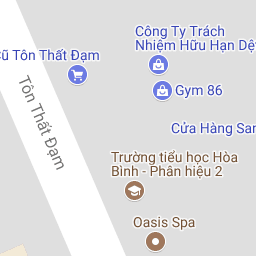 Công Ty Trách
Nhiệm Hữu Hạn Dệ
Cũ Tôn Thất Đạm
Gym 86
Tôn Thất Đạm
Cửa Hàng San
Trường tiểu học Hòa
Bình - Phân hiệu 2
Oasis Spa